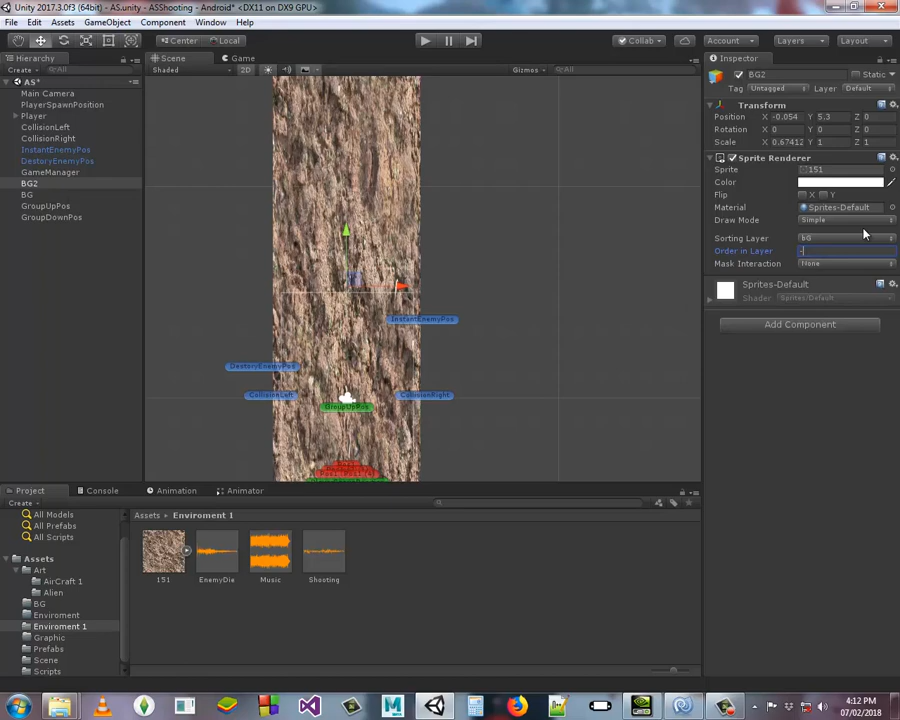 Unity 2017.3.0f3 (64bit) - AS.unity - ASShooting - Android* <DX11 on DX9 GPU>
File Edit Assets GameObject Component Window Help
Center Local Collab Account Layers Layout
Hierarchy
Create All
AS*
Main Camera
PlayerSpawnPosition
Player
CollisionLeft
CollisionRight
InstantEnemyPos
DestoryEnemyPos
GameManager
BG2
BG
GroupUpPos
GroupDownPos
Scene Game
Shaded 2D Gizmos All
InstantEnemyPos
DestoryEnemyPos
CollisionLeft
CollisionRight
GroupUpPos
Inspector
BG2 Static
Tag Untagged Layer Default
Transform
Position X -0.054 Y 5.3 Z 0
Rotation X 0 Y 0 Z 0
Scale X 0.67412 Y 1 Z 1
Sprite Renderer
Sprite 151
Color
Flip X Y
Material Sprites-Default
Draw Mode Simple
Sorting Layer bG
Order in Layer -
Mask Interaction None
Sprites-Default
Shader Sprites/Default
Add Component
Project Console Animation Animator
Create
All Models
All Prefabs
All Scripts
Assets
Art
AirCraft 1
Alien
BG
Enviroment
Enviroment 1
Graphic
Prefabs
Scene
Scripts
Assets Enviroment 1
151 EnemyDie Music Shooting
4:12 PM
07/02/2018